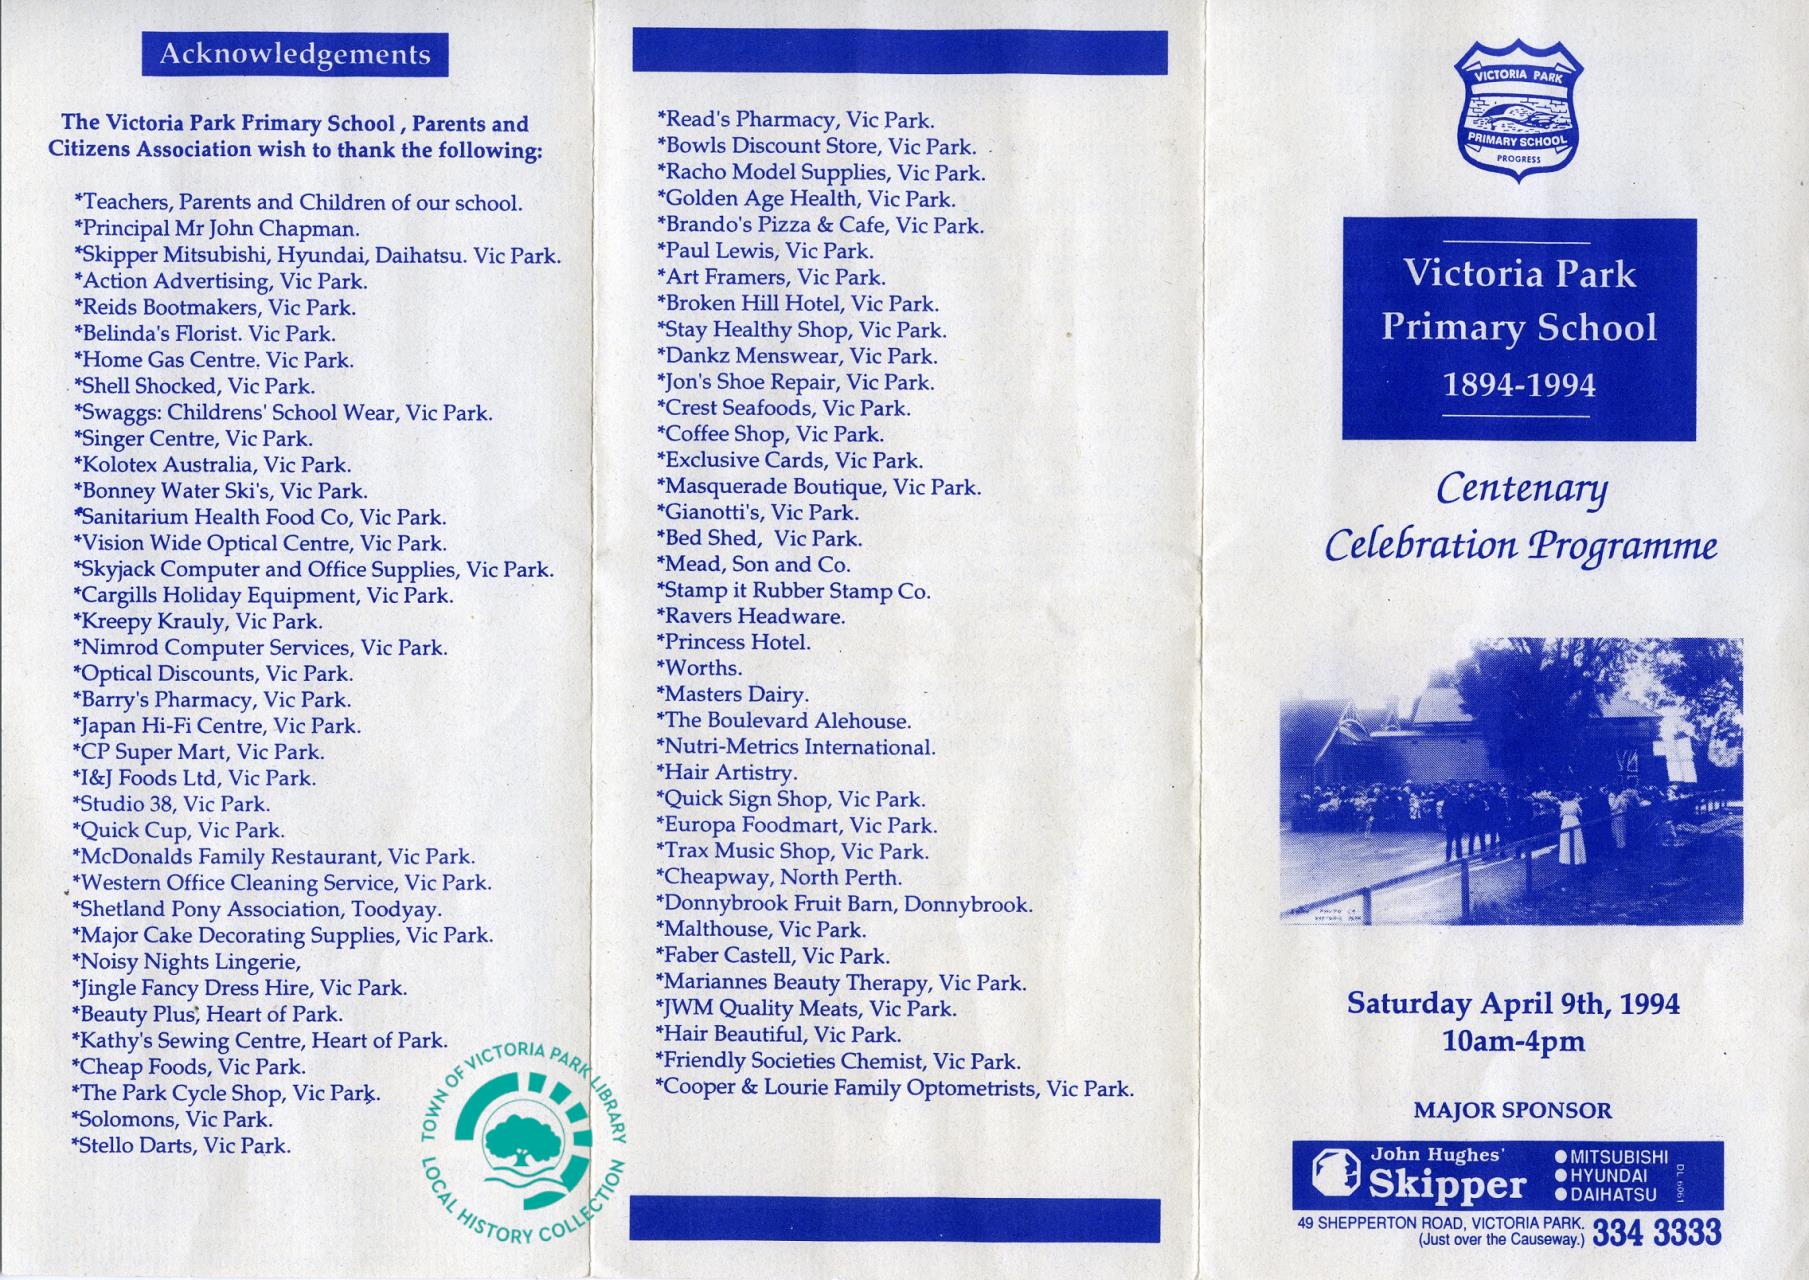 Acknowledgements
The Victoria Park Primary School , Parents and
Citizens Association wish to thank the following:
*Teachers, Parents and Children of our school.
*Principal Mr John Chapman.
*Skipper Mitsubishi, Hyundai, Daihatsu. Vic Park.
*Action Advertising, Vic Park.
*Reids Bootmakers, Vic Park.
*Belinda's Florist. Vic Park.
*Home Gas Centre. Vic Park.
*Shell Shocked, Vic Park.
*Swaggs: Childrens' School Wear, Vic Park.
*Singer Centre, Vic Park.
*Kolotex Australia, Vic Park.
*Bonney Water Ski's, Vic Park.
*Sanitarium Health Food Co, Vic Park.
*Vision Wide Optical Centre, Vic Park.
*Skyjack Computer and Office Supplies, Vic Park.
*Cargills Holiday Equipment, Vic Park.
*Kreepy Krauly, Vic Park.
*Nimrod Computer Services, Vic Park.
*Optical Discounts, Vic Park.
*Barry's Pharmacy, Vic Park.
*Japan Hi-Fi Centre, Vic Park.
*CP Super Mart, Vic Park.
*I&J Foods Ltd, Vic Park.
*Studio 38, Vic Park.
*Quick Cup, Vic Park.
*McDonalds Family Restaurant, Vic Park.
*Western Office Cleaning Service, Vic Park.
*Shetland Pony Association, Toodyay.
*Major Cake Decorating Supplies, Vic Park.
*Noisy Nights Lingerie,
*Jingle Fancy Dress Hire, Vic Park.
*Beauty Plus, Heart of Park.
*Kathy's Sewing Centre, Heart of Park.
*Cheap Foods, Vic Park.
*The Park Cycle Shop, Vic Park.
*Solomons, Vic Park.
*Stello Darts, Vic Park.
TOWN OF VICTORIA PARK LIBRARY
LOCAL HISTORY COLLECTION
*Read's Pharmacy, Vic Park.
*Bowls Discount Store, Vic Park.
*Racho Model Supplies, Vic Park.
*Golden Age Health, Vic Park.
*Brando's Pizza & Cafe, Vic Park.
*Paul Lewis, Vic Park.
*Art Framers, Vic Park.
*Broken Hill Hotel, Vic Park.
*Stay Healthy Shop, Vic Park.
*Dankz Menswear, Vic Park.
*Jon's Shoe Repair, Vic Park.
*Crest Seafoods, Vic Park.
*Coffee Shop, Vic Park.
*Exclusive Cards, Vic Park.
*Masquerade Boutique, Vic Park.
*Gianotti's, Vic Park.
*Bed Shed, Vic Park.
*Mead, Son and Co.
*Stamp it Rubber Stamp Co.
*Ravers Headware.
*Princess Hotel.
*Worths.
*Masters Dairy.
*The Boulevard Alehouse.
*Nutri-Metrics International.
*Hair Artistry.
*Quick Sign Shop, Vic Park.
*Europa Foodmart, Vic Park.
*Trax Music Shop, Vic Park.
*Cheapway, North Perth.
*Donnybrook Fruit Barn, Donnybrook.
*Malthouse, Vic Park.
*Faber Castell, Vic Park.
*Mariannes Beauty Therapy, Vic Park.
*JWM Quality Meats, Vic Park.
*Hair Beautiful, Vic Park.
*Friendly Societies Chemist, Vic Park.
*Cooper & Lourie Family Optometrists, Vic Park.
VICTORIA PARK
PRIMARY SCHOOL
PROGRESS
Victoria Park
Primary School
1894-1994
Centenary
Celebration Programme
PHOTO
VICTORIA PARK
Saturday April 9th, 1994
10am-4pm
MAJOR SPONSOR
John Hughes'
Skipper
MITSUBISHI
HYUNDAI
DAIHATSU
DL 6061
49 SHEPPERTON ROAD, VICTORIA PARK.
(Just over the Causeway.)
334 3333